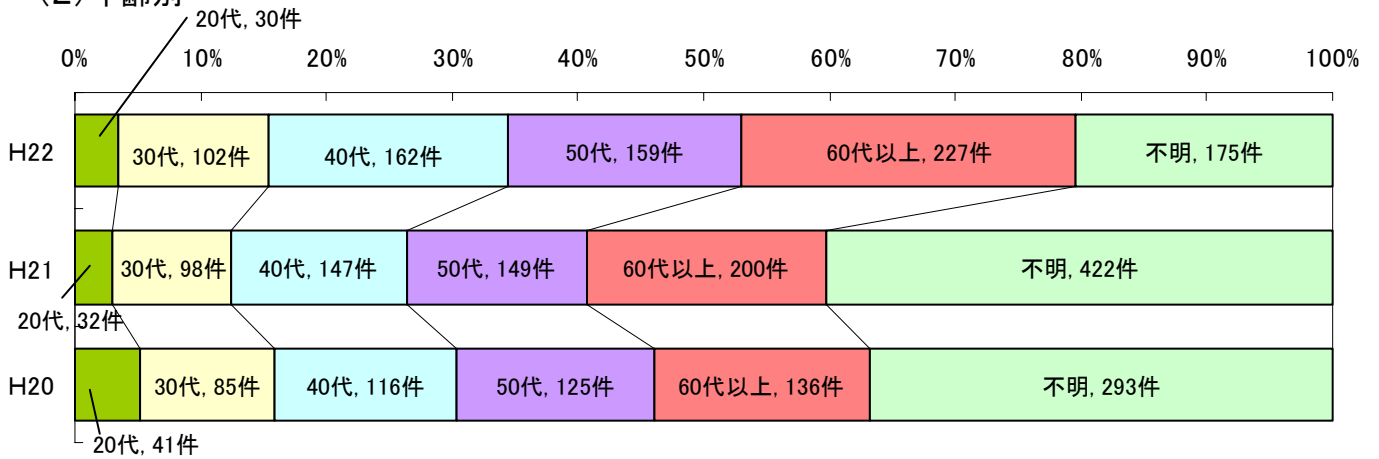 20代, 30件
0% 10% 20% 30% 40% 50% 60% 70% 80% 90% 100%
H22 30代, 102件 40代, 162件 50代, 159件 60代以上, 227件 不明, 175件
H21 30代, 98件 40代, 147件 50代, 149件 60代以上, 200件 不明, 422件
20代, 32件
H20 30代, 85件 40代, 116件 50代, 125件 60代以上, 136件 不明, 293件
20代, 41件